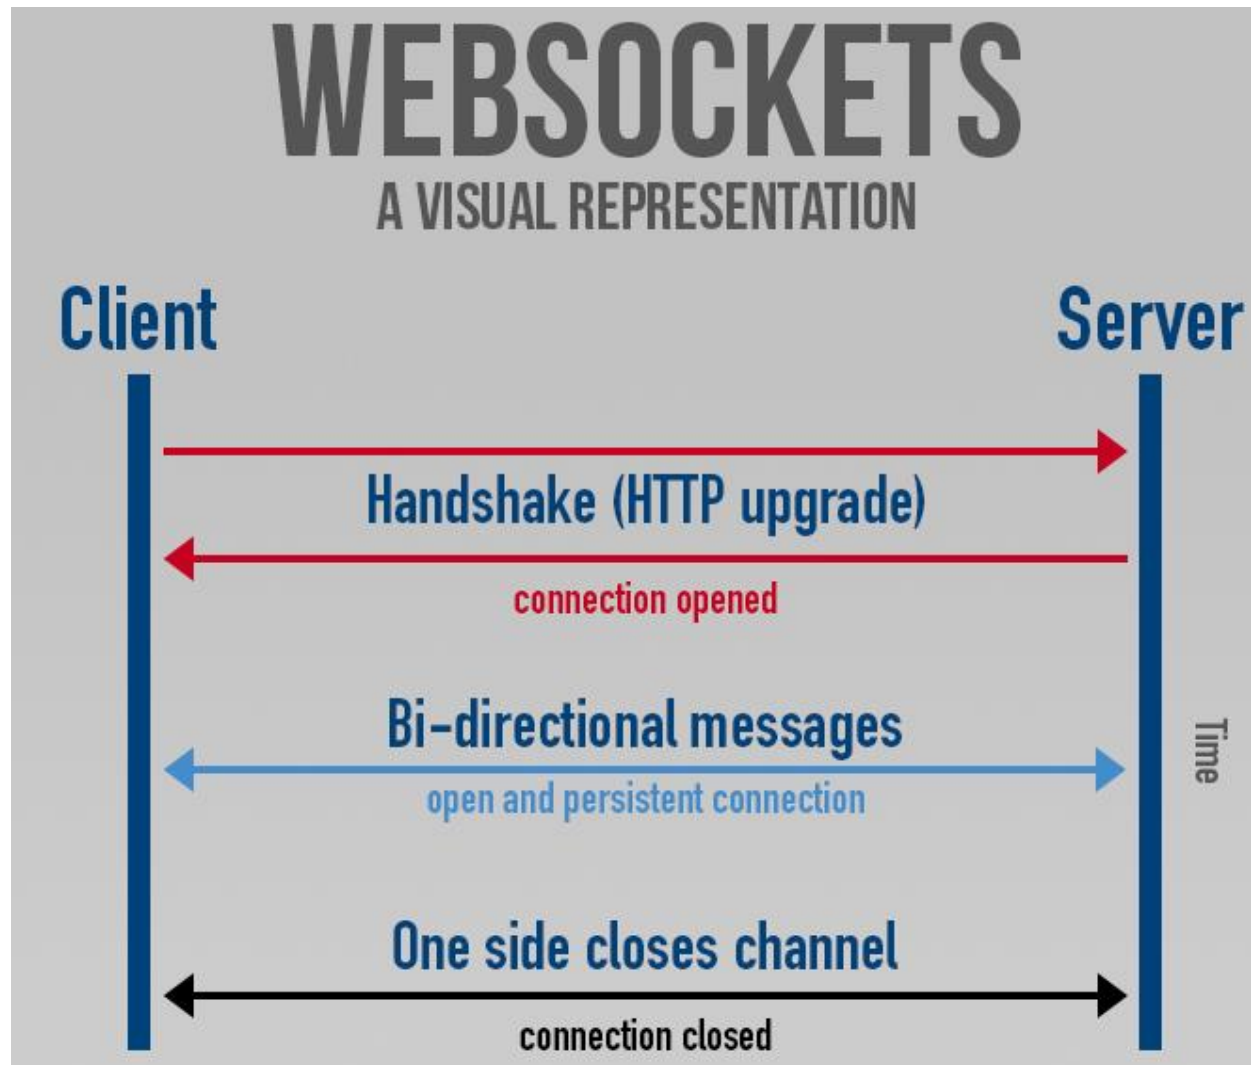 WEBSOCKETS
A VISUAL REPRESENTATION
Client
Server
Handshake (HTTP upgrade)
connection opened
Bi-directional messages
open and persistent connection
Time
One side closes channel
connection closed